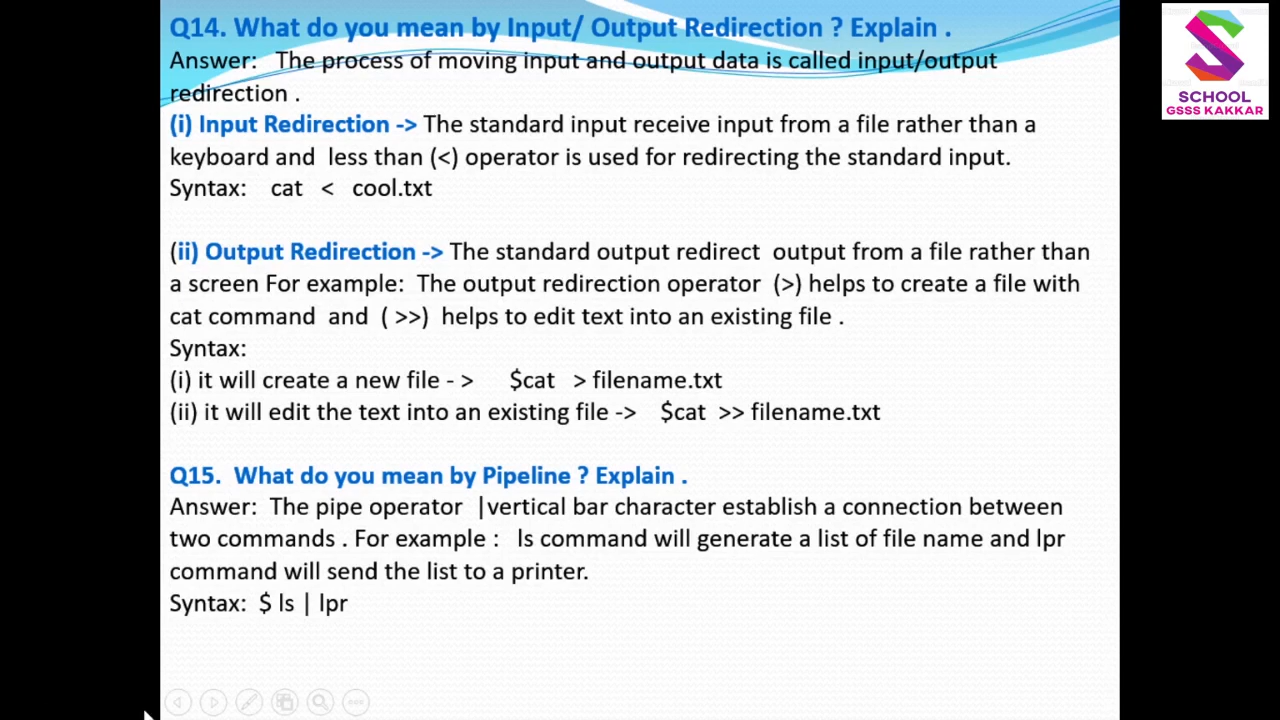 Q14. What do you mean by Input/ Output Redirection ? Explain .
Answer: The process of moving input and output data is called input/output
redirection .
(i) Input Redirection -> The standard input receive input from a file rather than a
keyboard and less than (<) operator is used for redirecting the standard input.
Syntax: cat < cool.txt
(ii) Output Redirection -> The standard output redirect output from a file rather than
a screen For example: The output redirection operator (>) helps to create a file with
cat command and ( >>) helps to edit text into an existing file .
Syntax:
(i) it will create a new file - > $cat > filename.txt
(ii) it will edit the text into an existing file -> $cat >> filename.txt
Q15. What do you mean by Pipeline ? Explain .
Answer: The pipe operator |vertical bar character establish a connection between
two commands . For example : ls command will generate a list of file name and lpr
command will send the list to a printer.
Syntax: $ ls | lpr
SCHOOL
GSSS KAKKAR